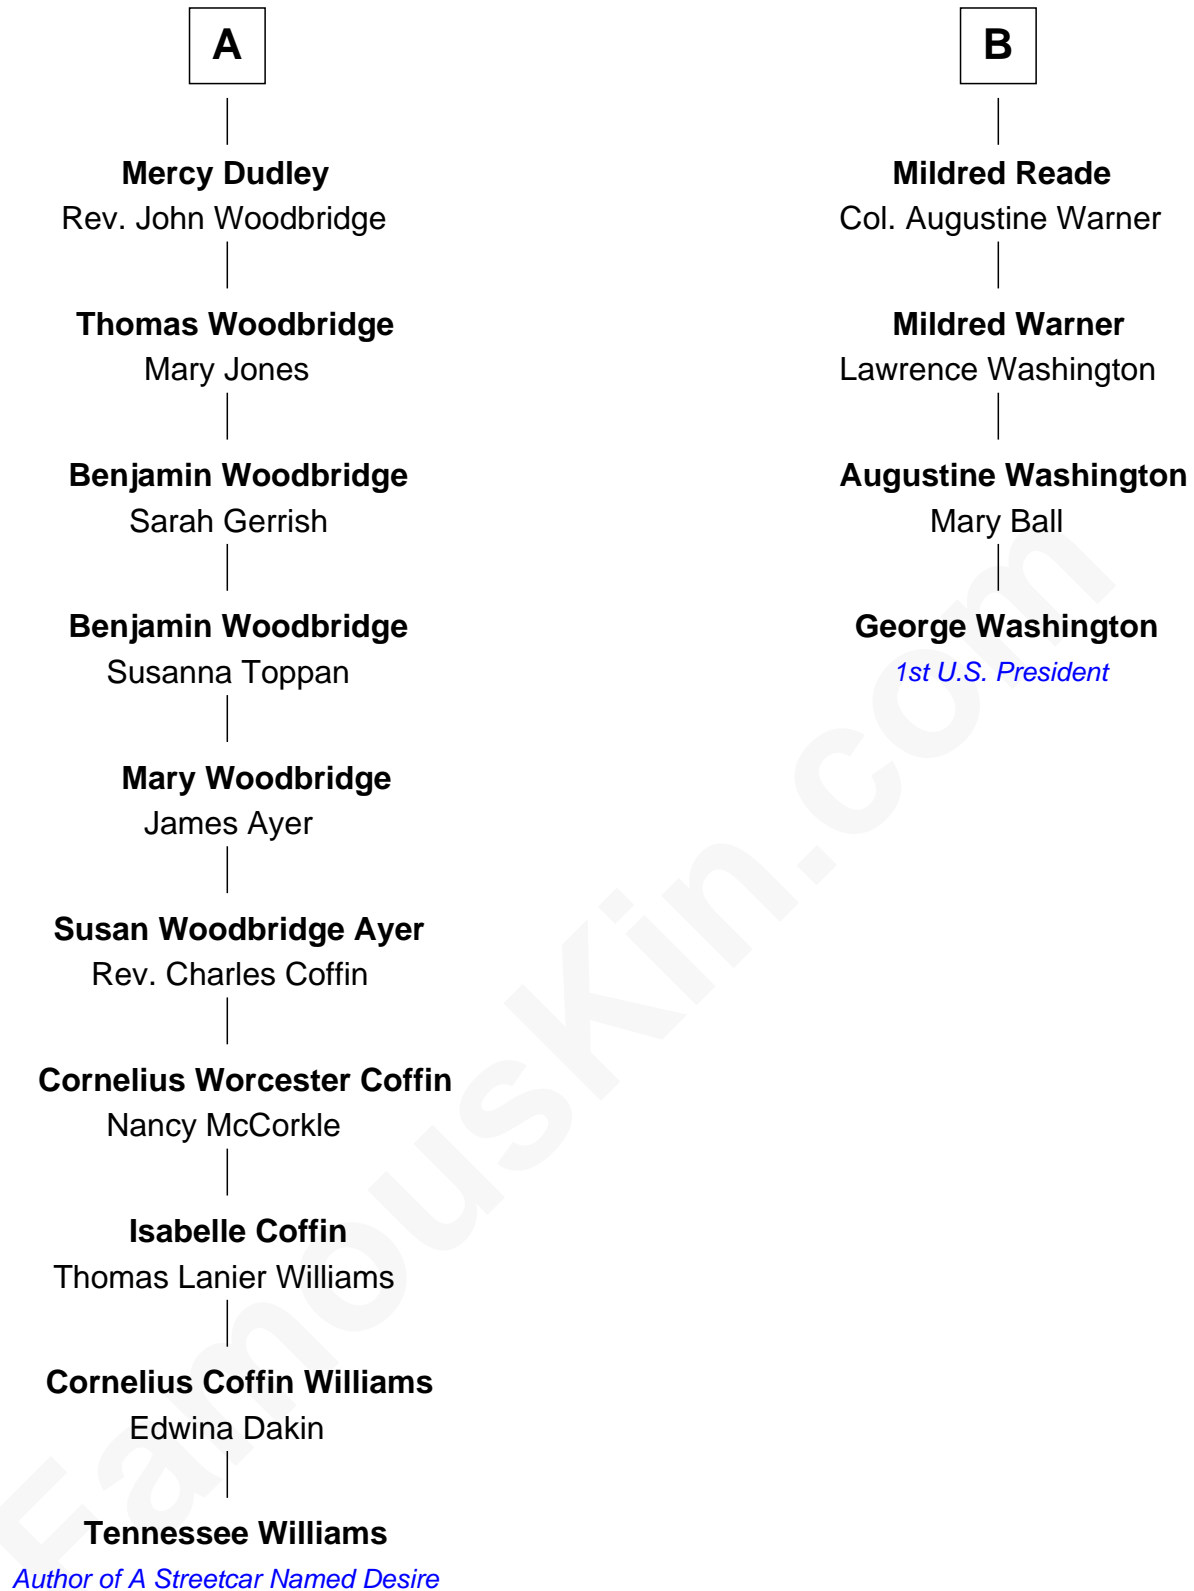 A
Mercy Dudley
Rev. John Woodbridge
Thomas Woodbridge
Mary Jones
Benjamin Woodbridge
Sarah Gerrish
Benjamin Woodbridge
Susanna Toppan
Mary Woodbridge
James Ayer
Susan Woodbridge Ayer
Rev. Charles Coffin
Cornelius Worcester Coffin
Nancy McCorkle
Isabelle Coffin
Thomas Lanier Williams
Cornelius Coffin Williams
Edwina Dakin
Tennessee Williams
Author of A Streetcar Named Desire
B
Mildred Reade
Col. Augustine Warner
Mildred Warner
Lawrence Washington
Augustine Washington
Mary Ball
George Washington
1st U.S. President
FamousKin.com